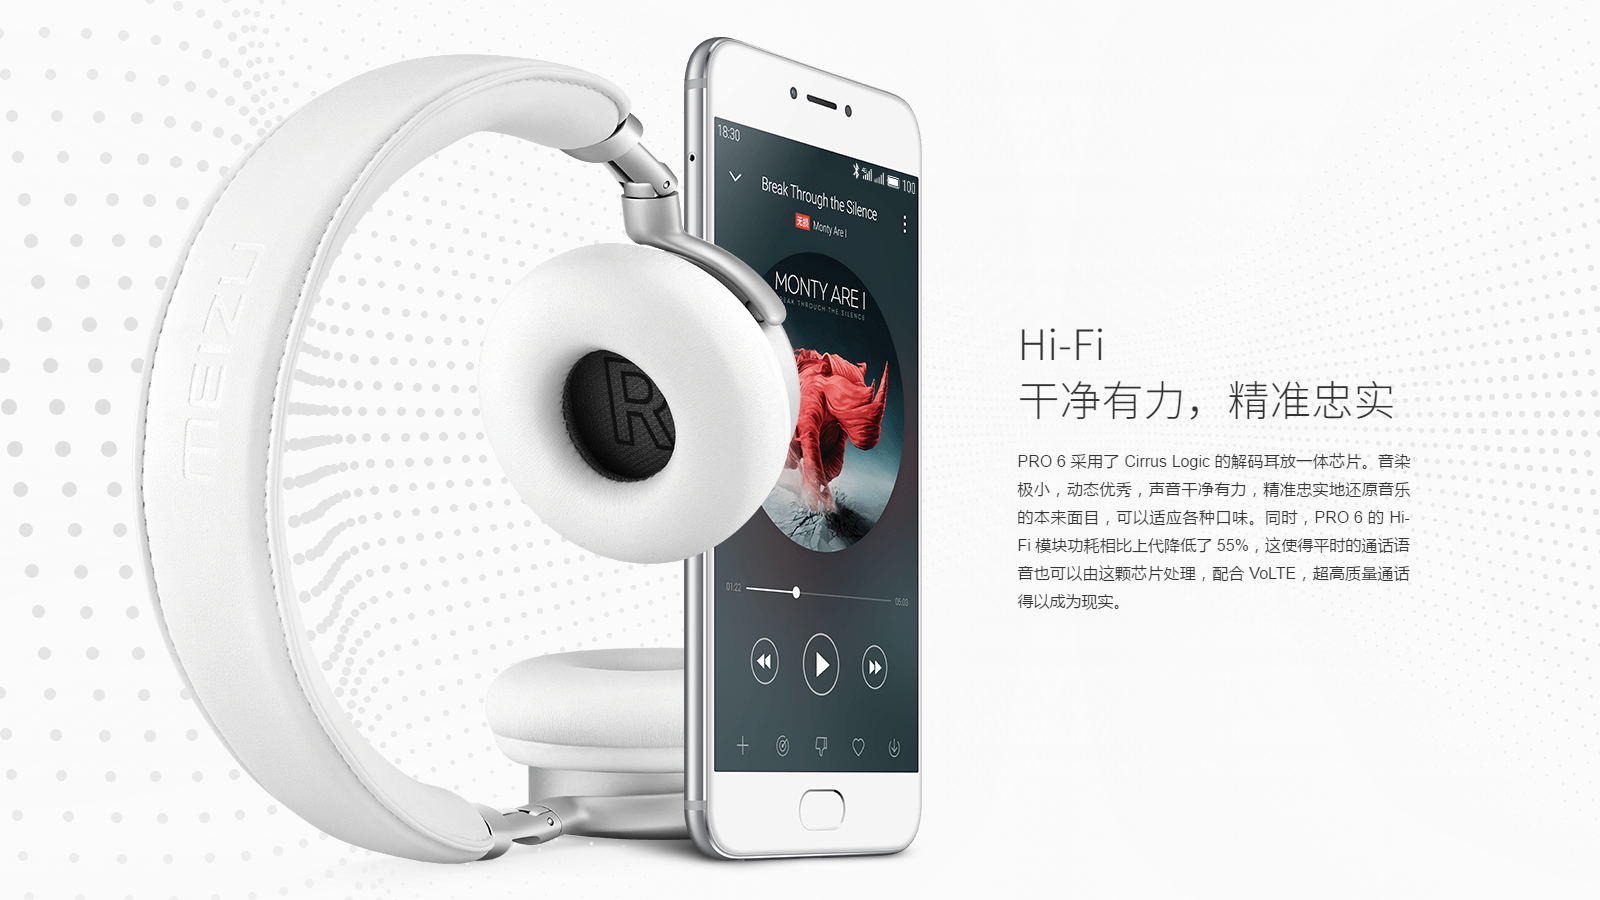 MEIZU
R
18:30
4G
100
Break Through the Silence
无损 Monty Are I
MONTY ARE I
BREAK THROUGH THE SILENCE
01:22
05:03
Hi-Fi
干净有力，精准忠实
PRO 6 采用了 Cirrus Logic 的解码耳放一体芯片。音染
极小，动态优秀，声音干净有力，精准忠实地还原音乐
的本来面目，可以适应各种口味。同时，PRO 6 的 Hi-
Fi 模块功耗相比上代降低了 55%，这使得平时的通话语
音也可以由这颗芯片处理，配合 VoLTE，超高质量通话
得以成为现实。